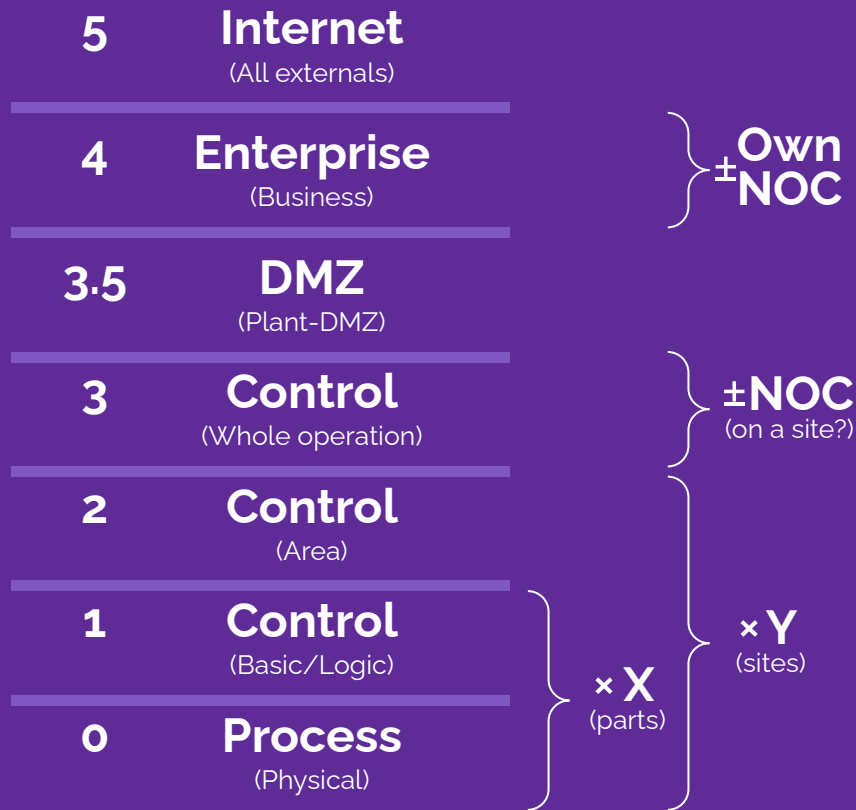 5 Internet
(All externals)
4 Enterprise
(Business)
± Own
NOC
3.5 DMZ
(Plant-DMZ)
3 Control
(Whole operation)
±NOC
(on a site?)
2 Control
(Area)
1 Control
(Basic/Logic)
× Y
(sites)
× X
(parts)
0 Process
(Physical)